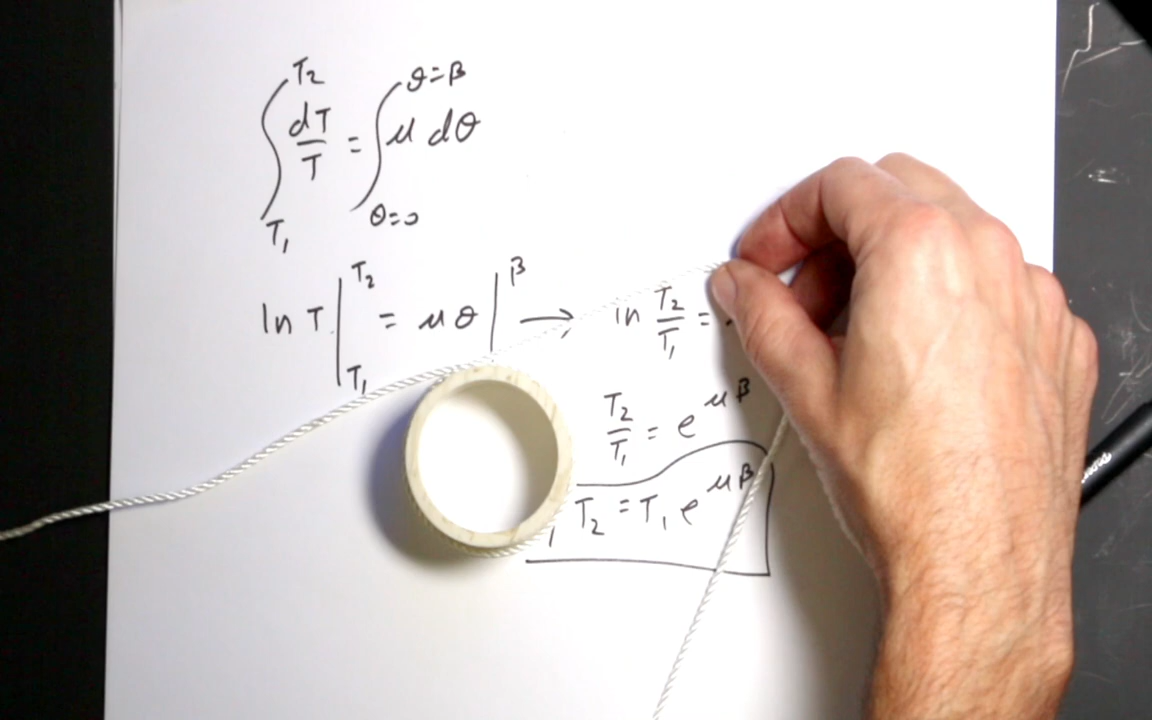 ∫_{T₁}^{T₂} dT/T = ∫_{θ=0}^{θ=β} μ dθ
ln T |_{T₁}^{T₂} = μθ |^{β} → ln T₂/T₁ =
T₂/T₁ = e^{μβ}
T₂ = T₁ e^{μβ}